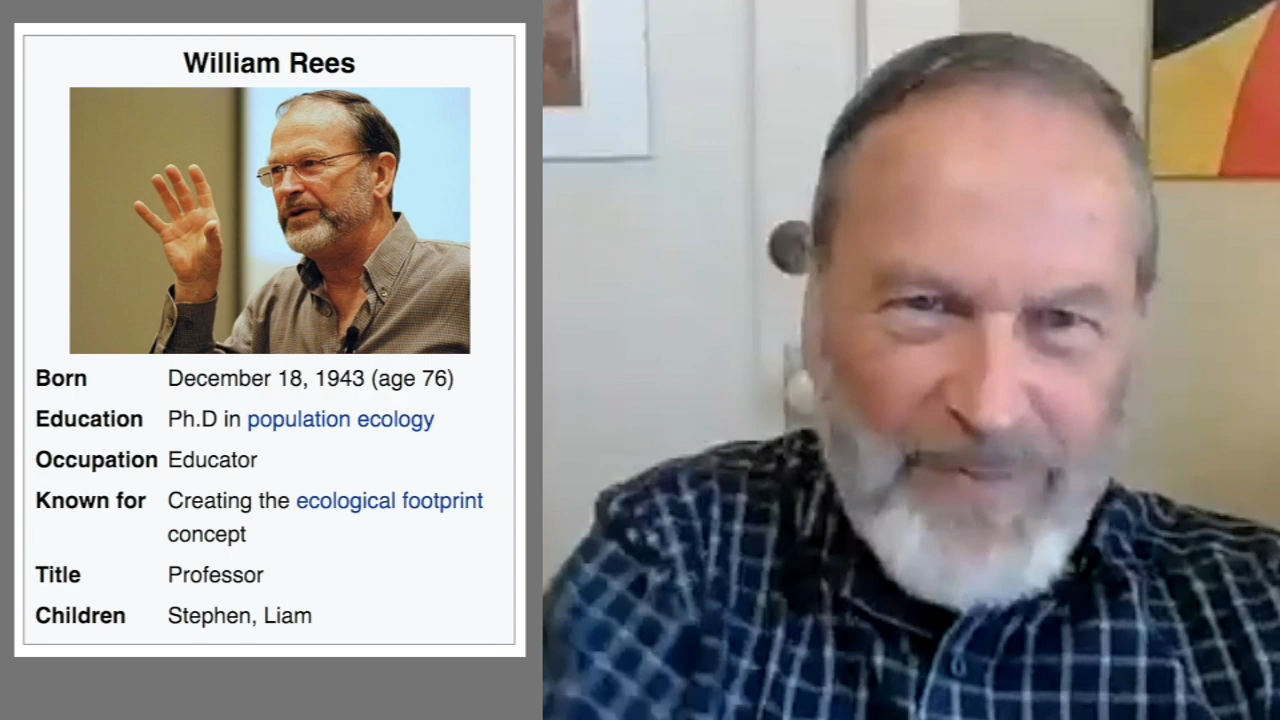 William Rees
Born December 18, 1943 (age 76)
Education Ph.D in population ecology
Occupation Educator
Known for Creating the ecological footprint
concept
Title Professor
Children Stephen, Liam